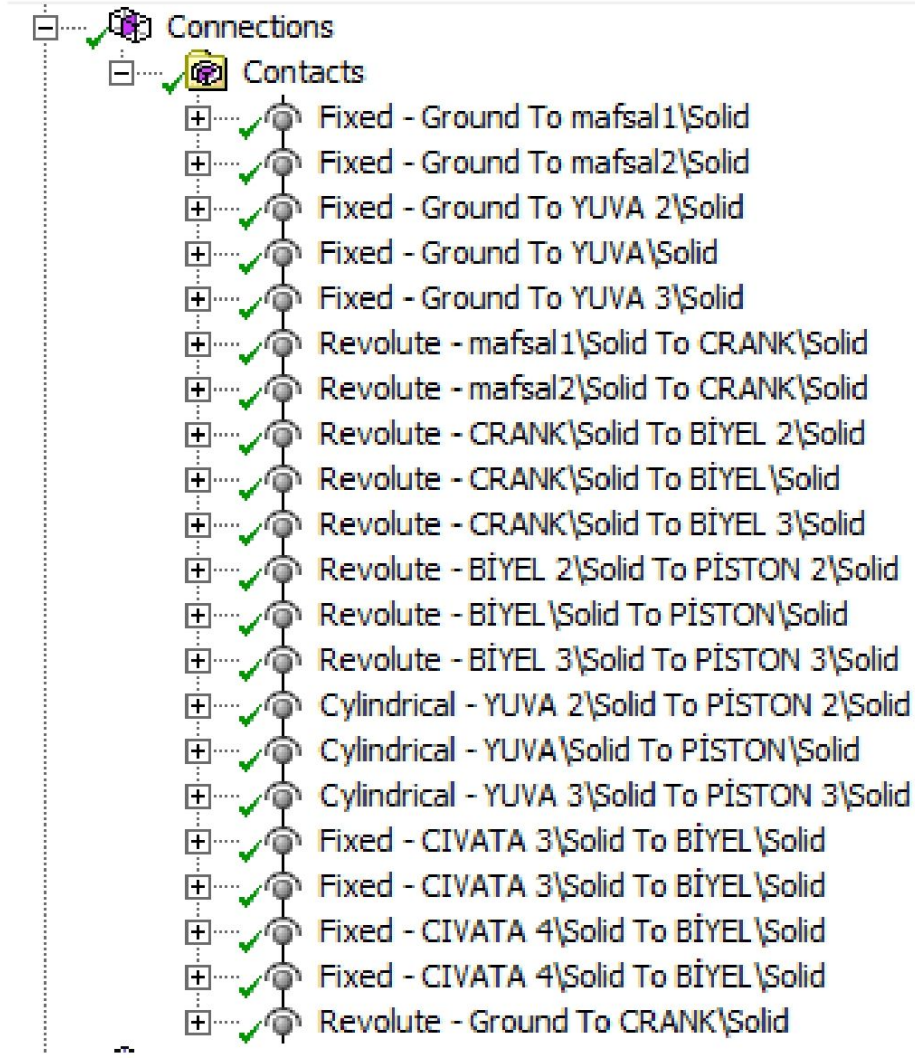 Connections
Contacts
Fixed - Ground To mafsal1\Solid
Fixed - Ground To mafsal2\Solid
Fixed - Ground To YUVA 2\Solid
Fixed - Ground To YUVA\Solid
Fixed - Ground To YUVA 3\Solid
Revolute - mafsal1\Solid To CRANK\Solid
Revolute - mafsal2\Solid To CRANK\Solid
Revolute - CRANK\Solid To BİYEL 2\Solid
Revolute - CRANK\Solid To BİYEL\Solid
Revolute - CRANK\Solid To BİYEL 3\Solid
Revolute - BİYEL 2\Solid To PİSTON 2\Solid
Revolute - BİYEL\Solid To PİSTON\Solid
Revolute - BİYEL 3\Solid To PİSTON 3\Solid
Cylindrical - YUVA 2\Solid To PİSTON 2\Solid
Cylindrical - YUVA\Solid To PİSTON\Solid
Cylindrical - YUVA 3\Solid To PİSTON 3\Solid
Fixed - CIVATA 3\Solid To BİYEL\Solid
Fixed - CIVATA 3\Solid To BİYEL\Solid
Fixed - CIVATA 4\Solid To BİYEL\Solid
Fixed - CIVATA 4\Solid To BİYEL\Solid
Revolute - Ground To CRANK\Solid